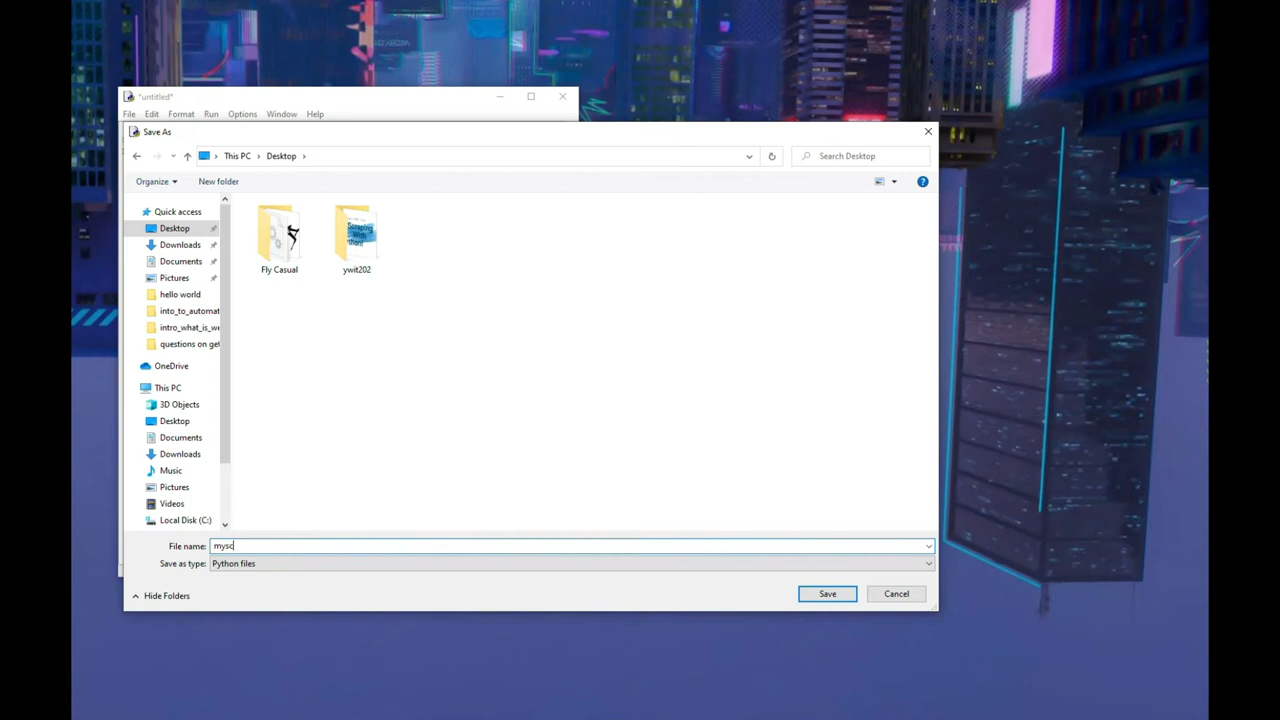 *untitled*
File Edit Format Run Options Window Help
Save As
This PC Desktop
Search Desktop
Organize New folder
Quick access
Desktop
Downloads
Documents
Pictures
hello world
into_to_automat
intro_what_is_we
questions on get
OneDrive
This PC
3D Objects
Desktop
Documents
Downloads
Music
Pictures
Videos
Local Disk (C:)
Scraping
With
Fly Casual ywit202
File name: mysc
Save as type: Python files
Hide Folders
Save Cancel